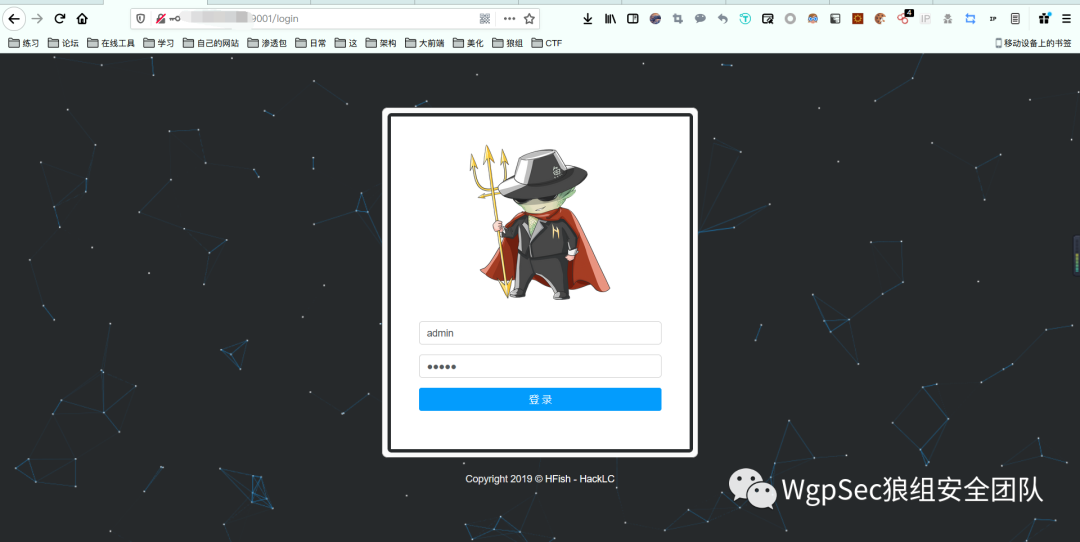 9001/login
练习 论坛 在线工具 学习 自己的网站 渗透包 日常 这 架构 大前端 美化 狼组 CTF 移动设备上的书签
admin
登 录
Copyright 2019 © HFish - HackLC
WgpSec狼组安全团队